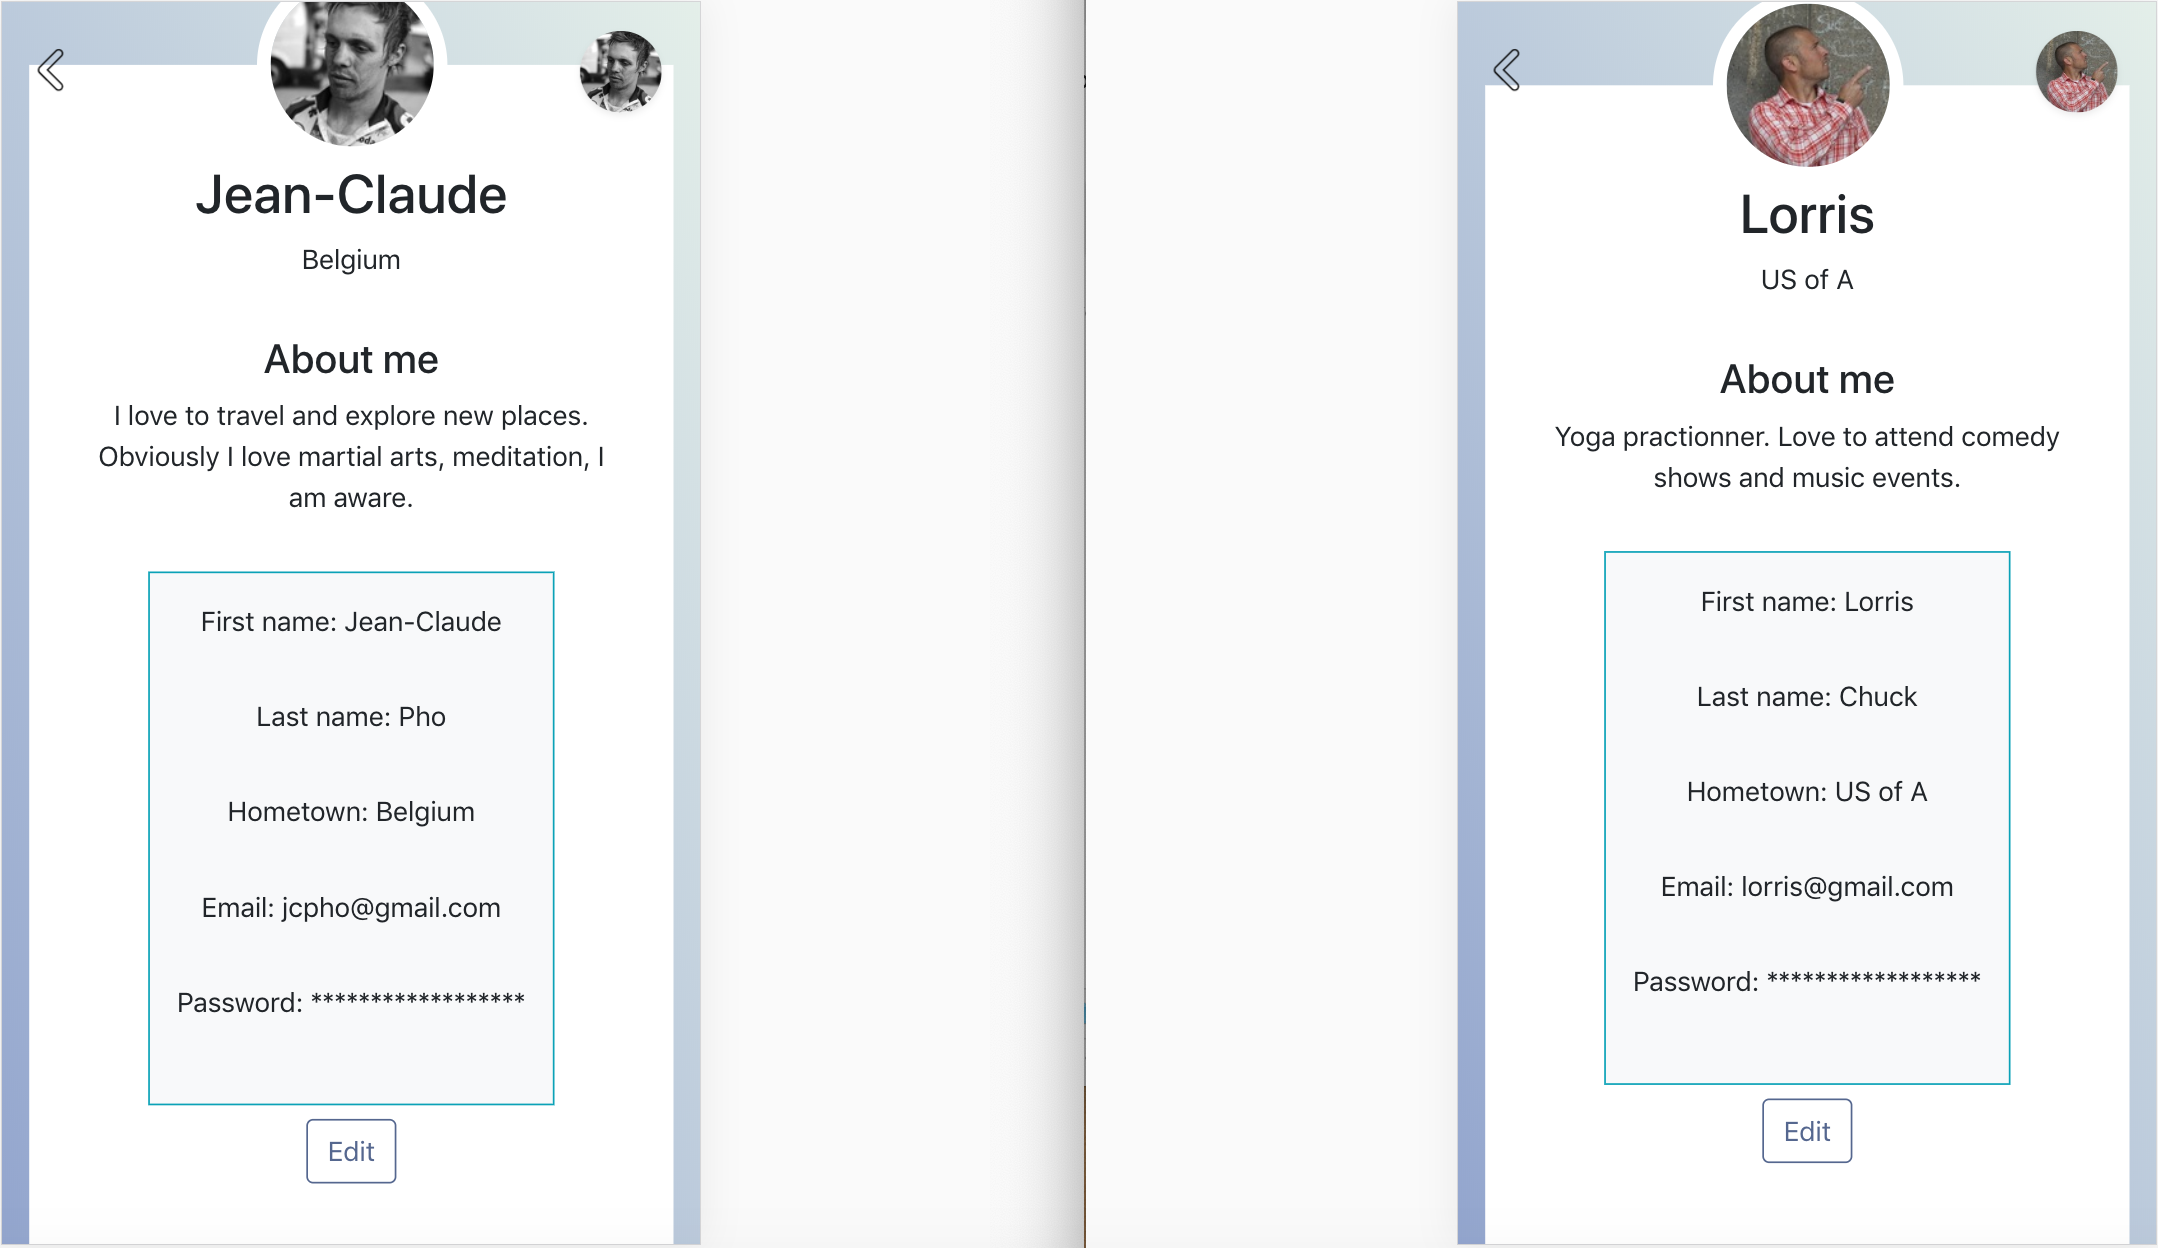 Jean-Claude
Belgium
About me
I love to travel and explore new places.
Obviously I love martial arts, meditation, I
am aware.
First name: Jean-Claude
Last name: Pho
Hometown: Belgium
Email: jcpho@gmail.com
Password: ******************
Edit
Lorris
US of A
About me
Yoga practionner. Love to attend comedy
shows and music events.
First name: Lorris
Last name: Chuck
Hometown: US of A
Email: lorris@gmail.com
Password: ******************
Edit